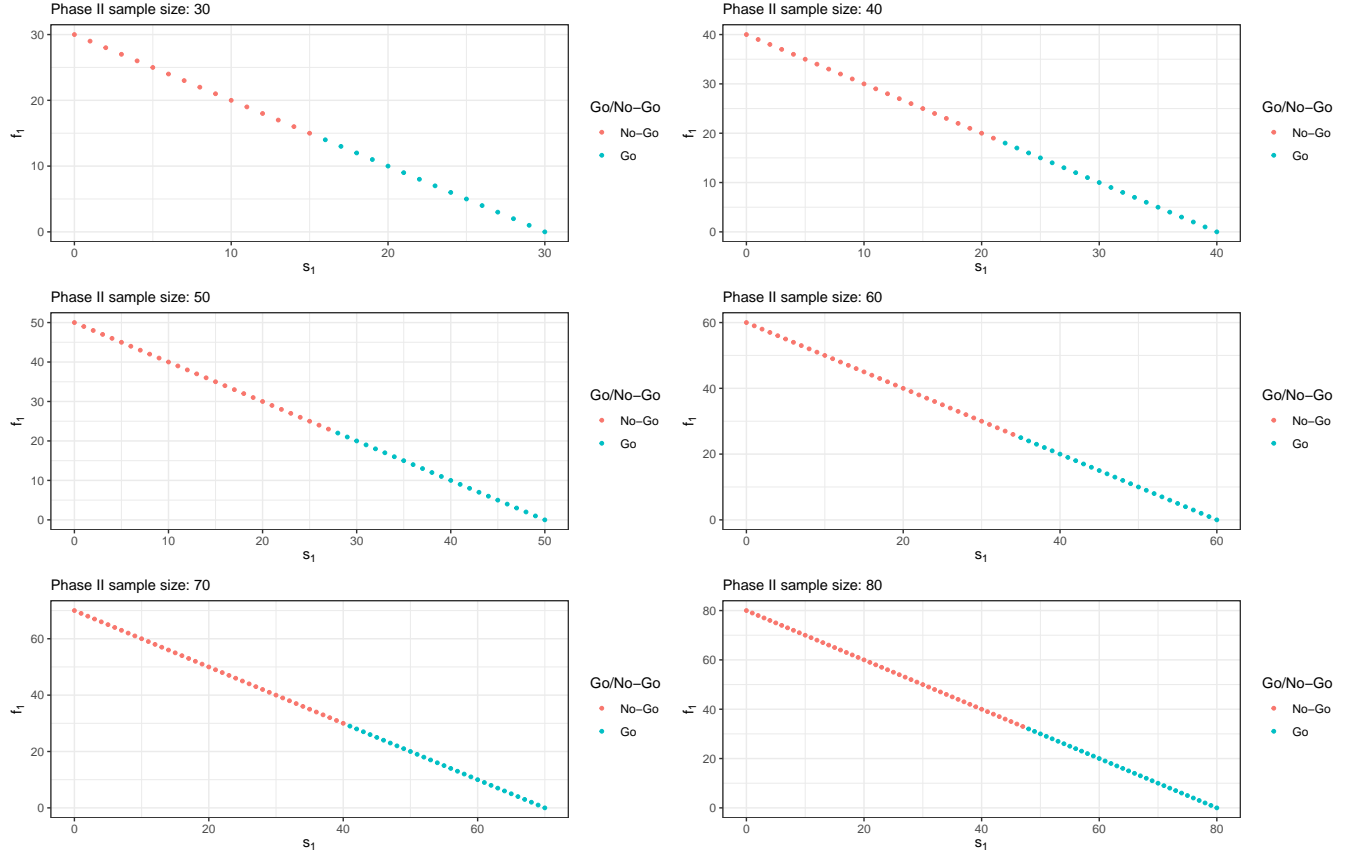 Phase II sample size: 30
30
20
10
0
f₁
0 10 20 30
s₁
Go/No−Go
No−Go
Go
Phase II sample size: 40
40
30
20
10
0
f₁
0 10 20 30 40
s₁
Go/No−Go
No−Go
Go
Phase II sample size: 50
50
40
30
20
10
0
f₁
0 10 20 30 40 50
s₁
Go/No−Go
No−Go
Go
Phase II sample size: 60
60
40
20
0
f₁
0 20 40 60
s₁
Go/No−Go
No−Go
Go
Phase II sample size: 70
60
40
20
0
f₁
0 20 40 60
s₁
Go/No−Go
No−Go
Go
Phase II sample size: 80
80
60
40
20
0
f₁
0 20 40 60 80
s₁
Go/No−Go
No−Go
Go